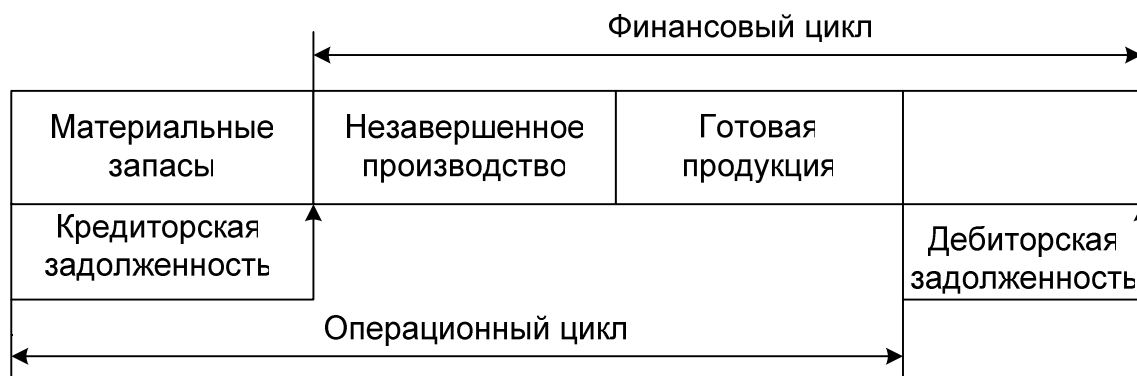 Финансовый цикл
Материальные
запасы
Незавершенное
производство
Готовая
продукция
Кредиторская
задолженность
Дебиторская
задолженность
Операционный цикл